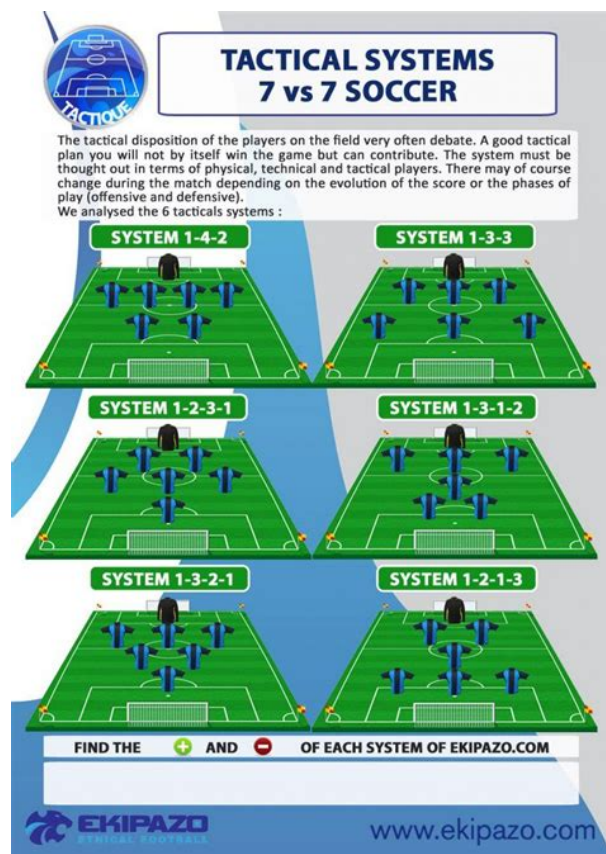 TACTIQUE
TACTICAL SYSTEMS
7 vs 7 SOCCER
The tactical disposition of the players on the field very often debate. A good tactical
plan you will not by itself win the game but can contribute. The system must be
thought out in terms of physical, technical and tactical players. There may of course
change during the match depending on the evolution of the score or the phases of
play (offensive and defensive).
We analysed the 6 tacticals systems :
SYSTEM 1-4-2
SYSTEM 1-3-3
SYSTEM 1-2-3-1
SYSTEM 1-3-1-2
SYSTEM 1-3-2-1
SYSTEM 1-2-1-3
FIND THE + AND - OF EACH SYSTEM OF EKIPAZO.COM
EKIPAZO
ETHICAL FOOTBALL
www.ekipazo.com